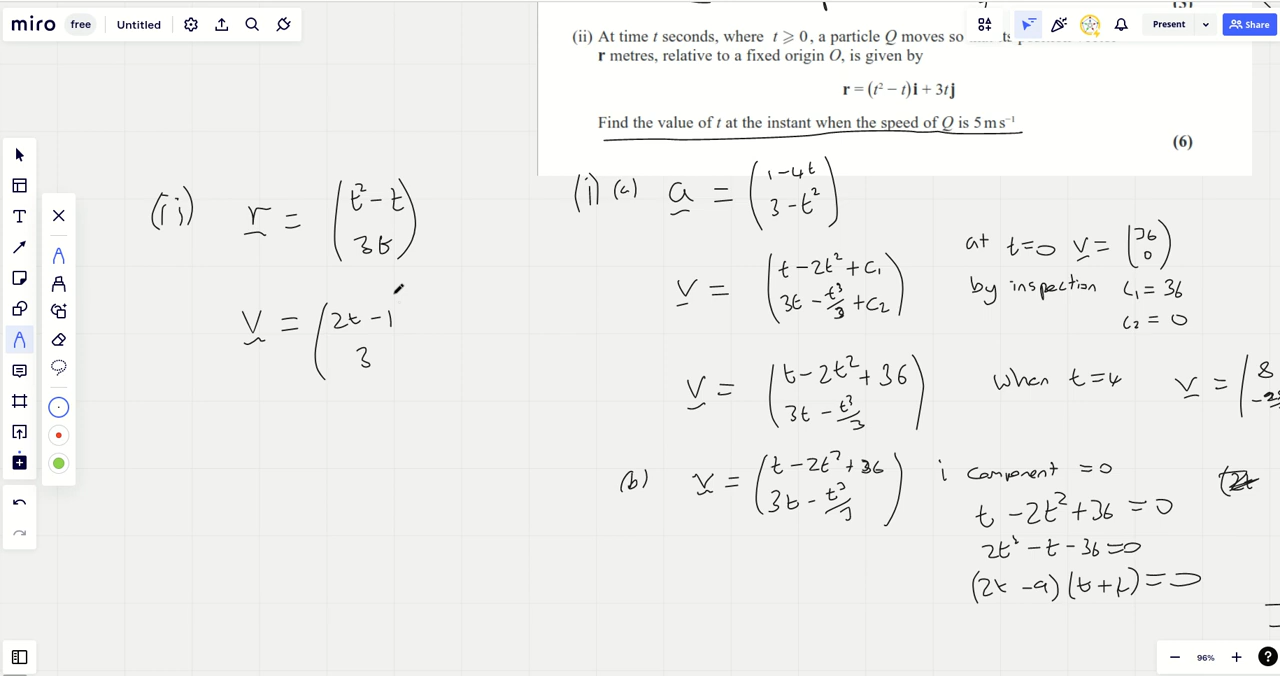 miro free Untitled Present Share
(ii) At time t seconds, where t ⩾ 0, a particle Q moves so
r metres, relative to a fixed origin O, is given by
r = (t² − t)i + 3tj
Find the value of t at the instant when the speed of Q is 5 m s⁻¹
(6)
(ii) r = (t² − t
3t)
v = (2t − 1
3
(i) (a) a = (1 − 4t
3 − t²)
v = (t − 2t² + c₁
3t − t³/3 + c₂)
at t=0 v = (36
0)
by inspection c₁ = 36
c₂ = 0
v = (t − 2t² + 36
3t − t³/3)
when t=4 v = (8
(b) v = (t − 2t² + 36
3t − t³/3)
i component = 0
t − 2t² + 36 = 0
2t² − t − 36 = 0
(2t − 9)(t + 4) = 0
96%